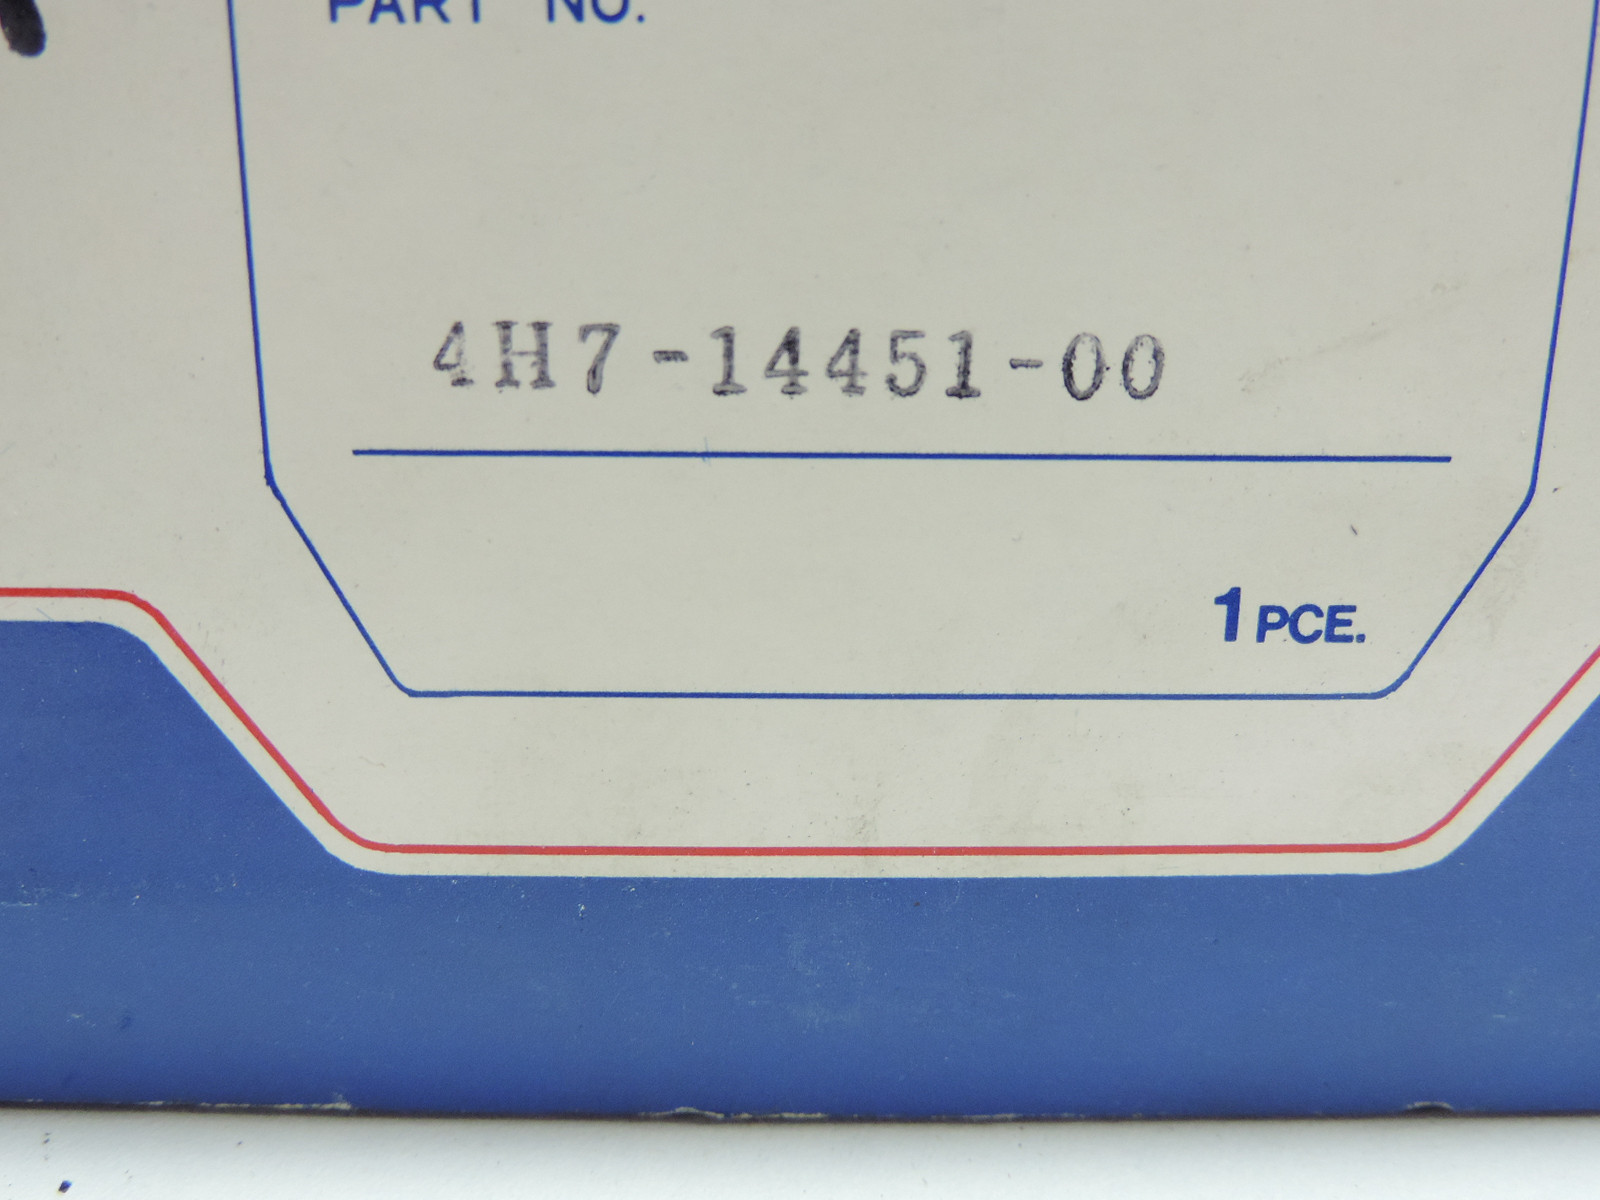 PART NO.
4H7-14451-00
1 PCE.